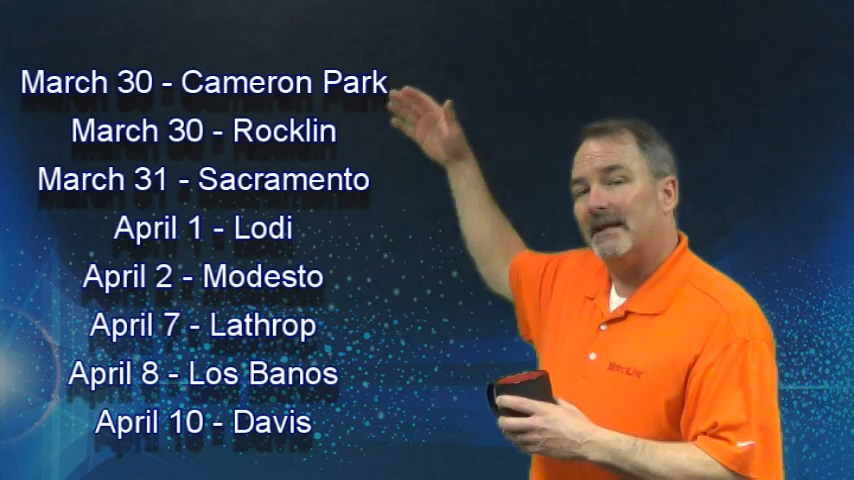 March 30 - Cameron Park
March 30 - Rocklin
March 31 - Sacramento
April 1 - Lodi
April 2 - Modesto
April 7 - Lathrop
April 8 - Los Banos
April 10 - Davis